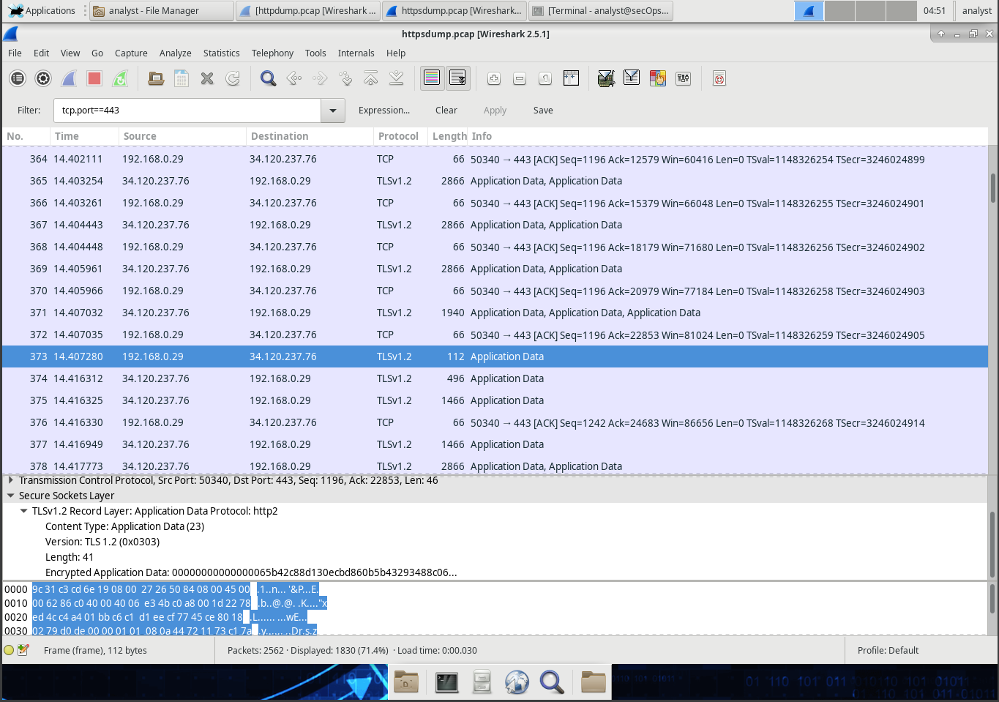 Applications analyst - File Manager [httpdump.pcap [Wireshark ... httpsdump.pcap [Wireshark... [Terminal - analyst@secOps... 04:51 analyst
httpsdump.pcap [Wireshark 2.5.1]
File Edit View Go Capture Analyze Statistics Telephony Tools Internals Help
Filter: tcp.port==443 Expression... Clear Apply Save
No. Time Source Destination Protocol Length Info
364 14.402111 192.168.0.29 34.120.237.76 TCP 66 50340 → 443 [ACK] Seq=1196 Ack=12579 Win=60416 Len=0 TSval=1148326254 TSecr=3246024899
365 14.403254 34.120.237.76 192.168.0.29 TLSv1.2 2866 Application Data, Application Data
366 14.403261 192.168.0.29 34.120.237.76 TCP 66 50340 → 443 [ACK] Seq=1196 Ack=15379 Win=66048 Len=0 TSval=1148326255 TSecr=3246024901
367 14.404443 34.120.237.76 192.168.0.29 TLSv1.2 2866 Application Data, Application Data
368 14.404448 192.168.0.29 34.120.237.76 TCP 66 50340 → 443 [ACK] Seq=1196 Ack=18179 Win=71680 Len=0 TSval=1148326256 TSecr=3246024902
369 14.405961 34.120.237.76 192.168.0.29 TLSv1.2 2866 Application Data, Application Data
370 14.405966 192.168.0.29 34.120.237.76 TCP 66 50340 → 443 [ACK] Seq=1196 Ack=20979 Win=77184 Len=0 TSval=1148326258 TSecr=3246024903
371 14.407032 34.120.237.76 192.168.0.29 TLSv1.2 1940 Application Data, Application Data, Application Data
372 14.407035 192.168.0.29 34.120.237.76 TCP 66 50340 → 443 [ACK] Seq=1196 Ack=22853 Win=81024 Len=0 TSval=1148326259 TSecr=3246024905
373 14.407280 192.168.0.29 34.120.237.76 TLSv1.2 112 Application Data
374 14.416312 34.120.237.76 192.168.0.29 TLSv1.2 496 Application Data
375 14.416325 34.120.237.76 192.168.0.29 TLSv1.2 1466 Application Data
376 14.416330 192.168.0.29 34.120.237.76 TCP 66 50340 → 443 [ACK] Seq=1242 Ack=24683 Win=86656 Len=0 TSval=1148326268 TSecr=3246024914
377 14.416949 34.120.237.76 192.168.0.29 TLSv1.2 1466 Application Data
378 14.417773 34.120.237.76 192.168.0.29 TLSv1.2 2866 Application Data, Application Data
Transmission Control Protocol, Src Port: 50340, Dst Port: 443, Seq: 1196, Ack: 22853, Len: 46
Secure Sockets Layer
TLSv1.2 Record Layer: Application Data Protocol: http2
Content Type: Application Data (23)
Version: TLS 1.2 (0x0303)
Length: 41
Encrypted Application Data: 00000000000000065b42c88d130ecbd860b5b43293488c06...
0000 9c 31 c3 cd 6e 19 08 00 27 26 50 84 08 00 45 00 .1..n... '&P...E.
0010 00 62 86 c0 40 00 40 06 e3 4b c0 a8 00 1d 22 78 .b..@.@. .K...."x
0020 ed 4c c4 a4 01 bb c6 c1 d1 ee cf 77 45 ce 80 18 .L...... ...wE...
0030 02 79 d0 de 00 00 01 01 08 0a 44 72 11 73 c1 7a .y...... ..Dr.s.z
Frame (frame), 112 bytes Packets: 2562 · Displayed: 1830 (71.4%) · Load time: 0:00.030 Profile: Default